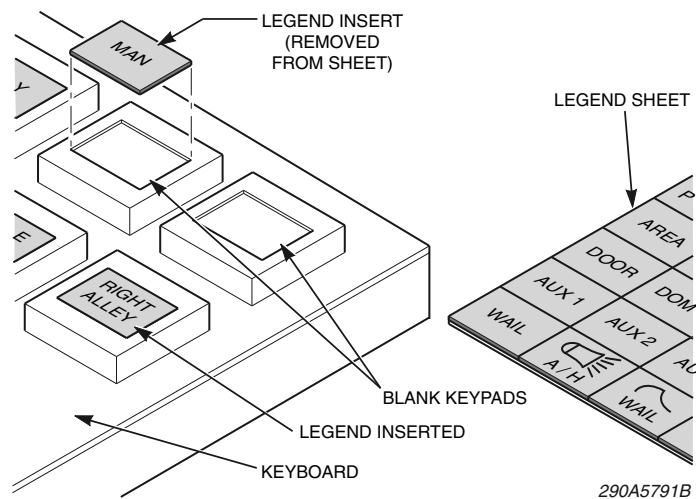 LEGEND INSERT
(REMOVED
FROM SHEET)
MAN
LEGEND SHEET
Y
E
RIGHT
ALLEY
P
AREA
DOOR
DOM
AUX 1
AUX 2
AU
WAIL
A / H
WAIL
BLANK KEYPADS
LEGEND INSERTED
KEYBOARD
290A5791B